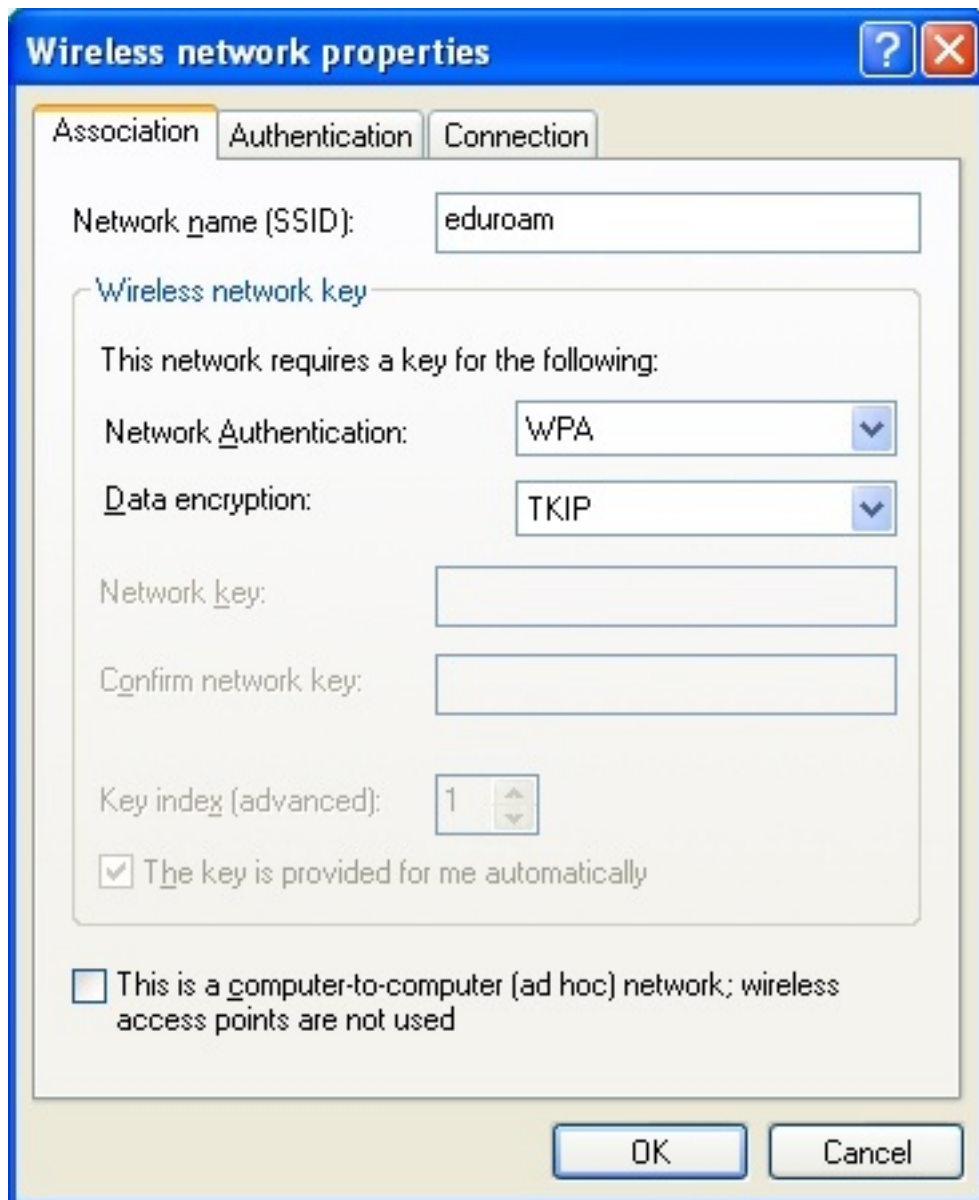 Wireless network properties
Association Authentication Connection
Network name (SSID): eduroam
Wireless network key
This network requires a key for the following:
Network Authentication: WPA
Data encryption: TKIP
Network key:
Confirm network key:
Key index (advanced): 1
The key is provided for me automatically
This is a computer-to-computer (ad hoc) network; wireless
access points are not used
OK Cancel